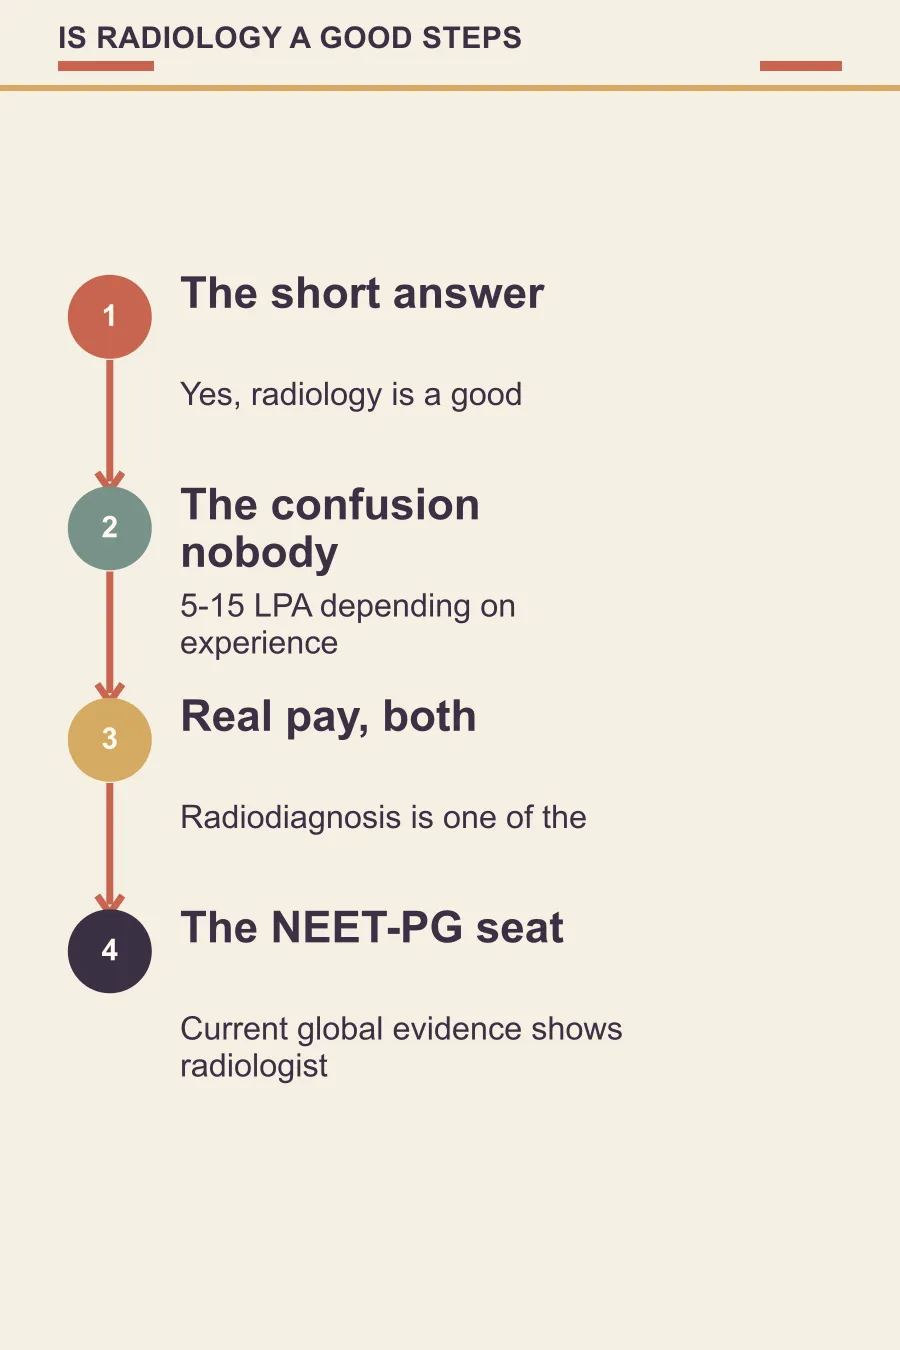 IS RADIOLOGY A GOOD STEPS
1
The short answer
Yes, radiology is a good
2
The confusion
nobody
5-15 LPA depending on
experience
3
Real pay, both
Radiodiagnosis is one of the
4
The NEET-PG seat
Current global evidence shows
radiologist